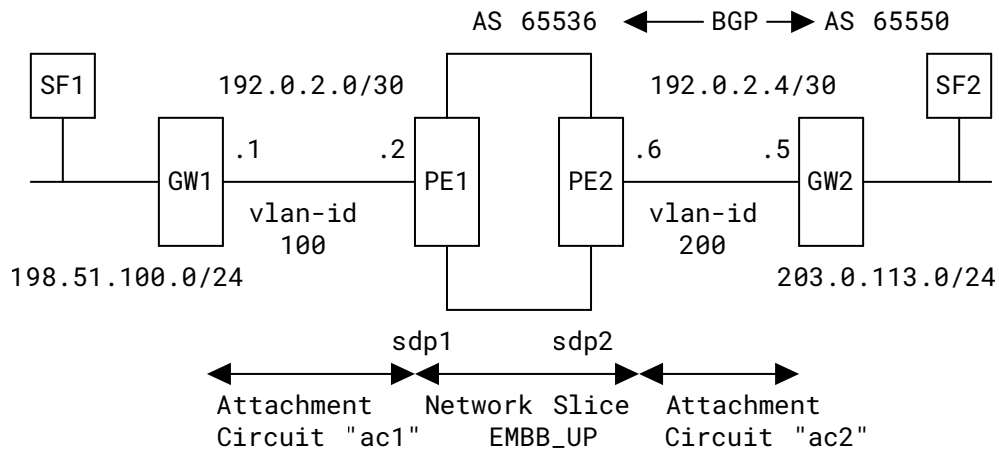 AS 65536 BGP AS 65550
SF1 192.0.2.0/30 192.0.2.4/30 SF2
.1 .2 .6 .5
GW1 PE1 PE2 GW2
vlan-id vlan-id
100 200
198.51.100.0/24 203.0.113.0/24
sdp1 sdp2
Attachment Network Slice Attachment
Circuit "ac1" EMBB_UP Circuit "ac2"